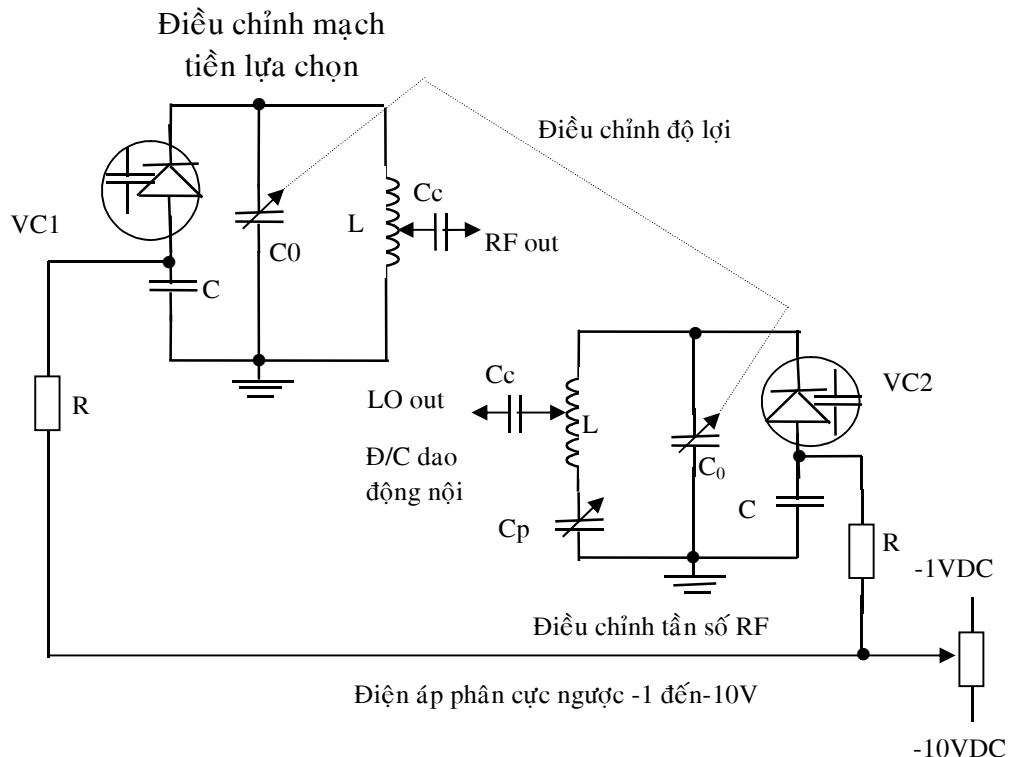 Điều chỉnh mạch
tiền lựa chọn
Điều chỉnh độ lợi
VC1
C0
L
Cc
RF out
C
R
Cc
LO out
L
C₀
VC2
Đ/C dao
động nội
Cp
C
R
-1VDC
Điều chỉnh tần số RF
Điện áp phân cực ngược -1 đến-10V
-10VDC